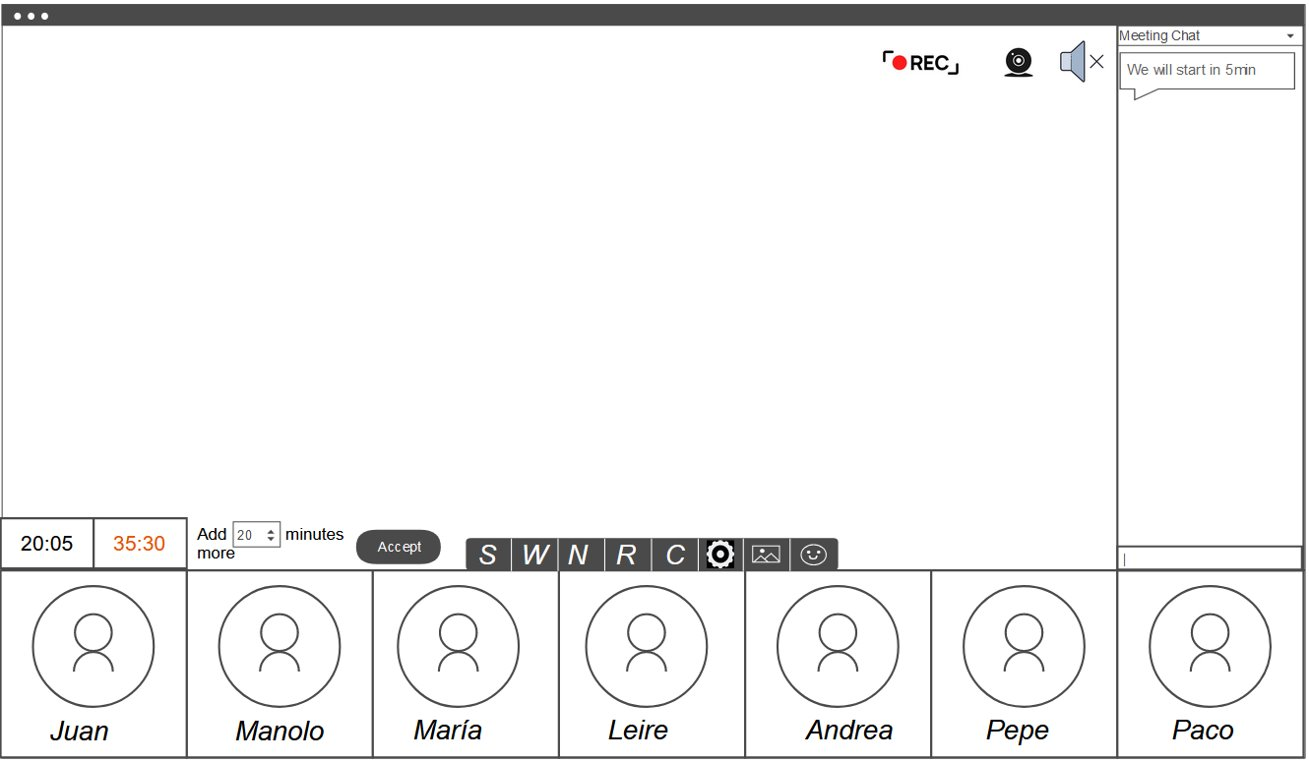 REC
Meeting Chat
We will start in 5min
20:05
35:30
Add 20 minutes
more
Accept
S W N R C
Juan
Manolo
María
Leire
Andrea
Pepe
Paco